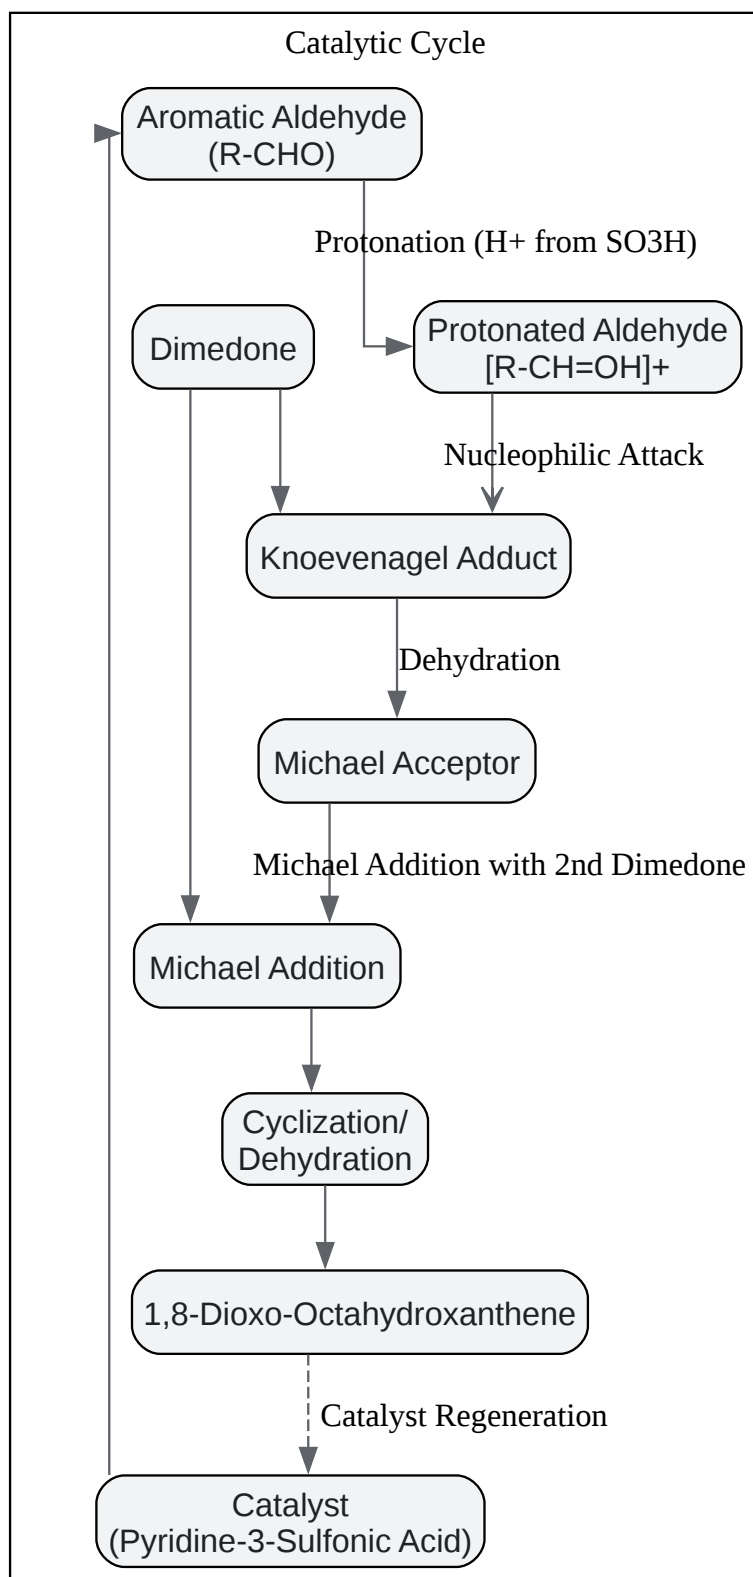 Catalytic Cycle
Aromatic Aldehyde
(R-CHO)
Protonation (H+ from SO3H)
Dimedone
Protonated Aldehyde
[R-CH=OH]+
Nucleophilic Attack
Knoevenagel Adduct
Dehydration
Michael Acceptor
Michael Addition with 2nd Dimedone
Michael Addition
Cyclization/
Dehydration
1,8-Dioxo-Octahydroxanthene
Catalyst Regeneration
Catalyst
(Pyridine-3-Sulfonic Acid)